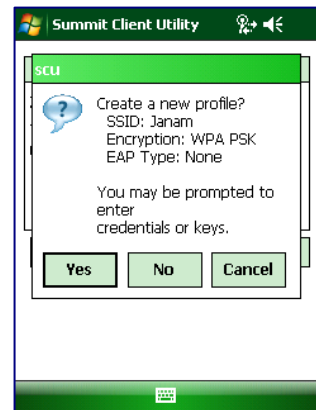 Summit Client Utility
scu
Create a new profile?
SSID: Janam
Encryption: WPA PSK
EAP Type: None
You may be prompted to
enter
credentials or keys.
Yes No Cancel